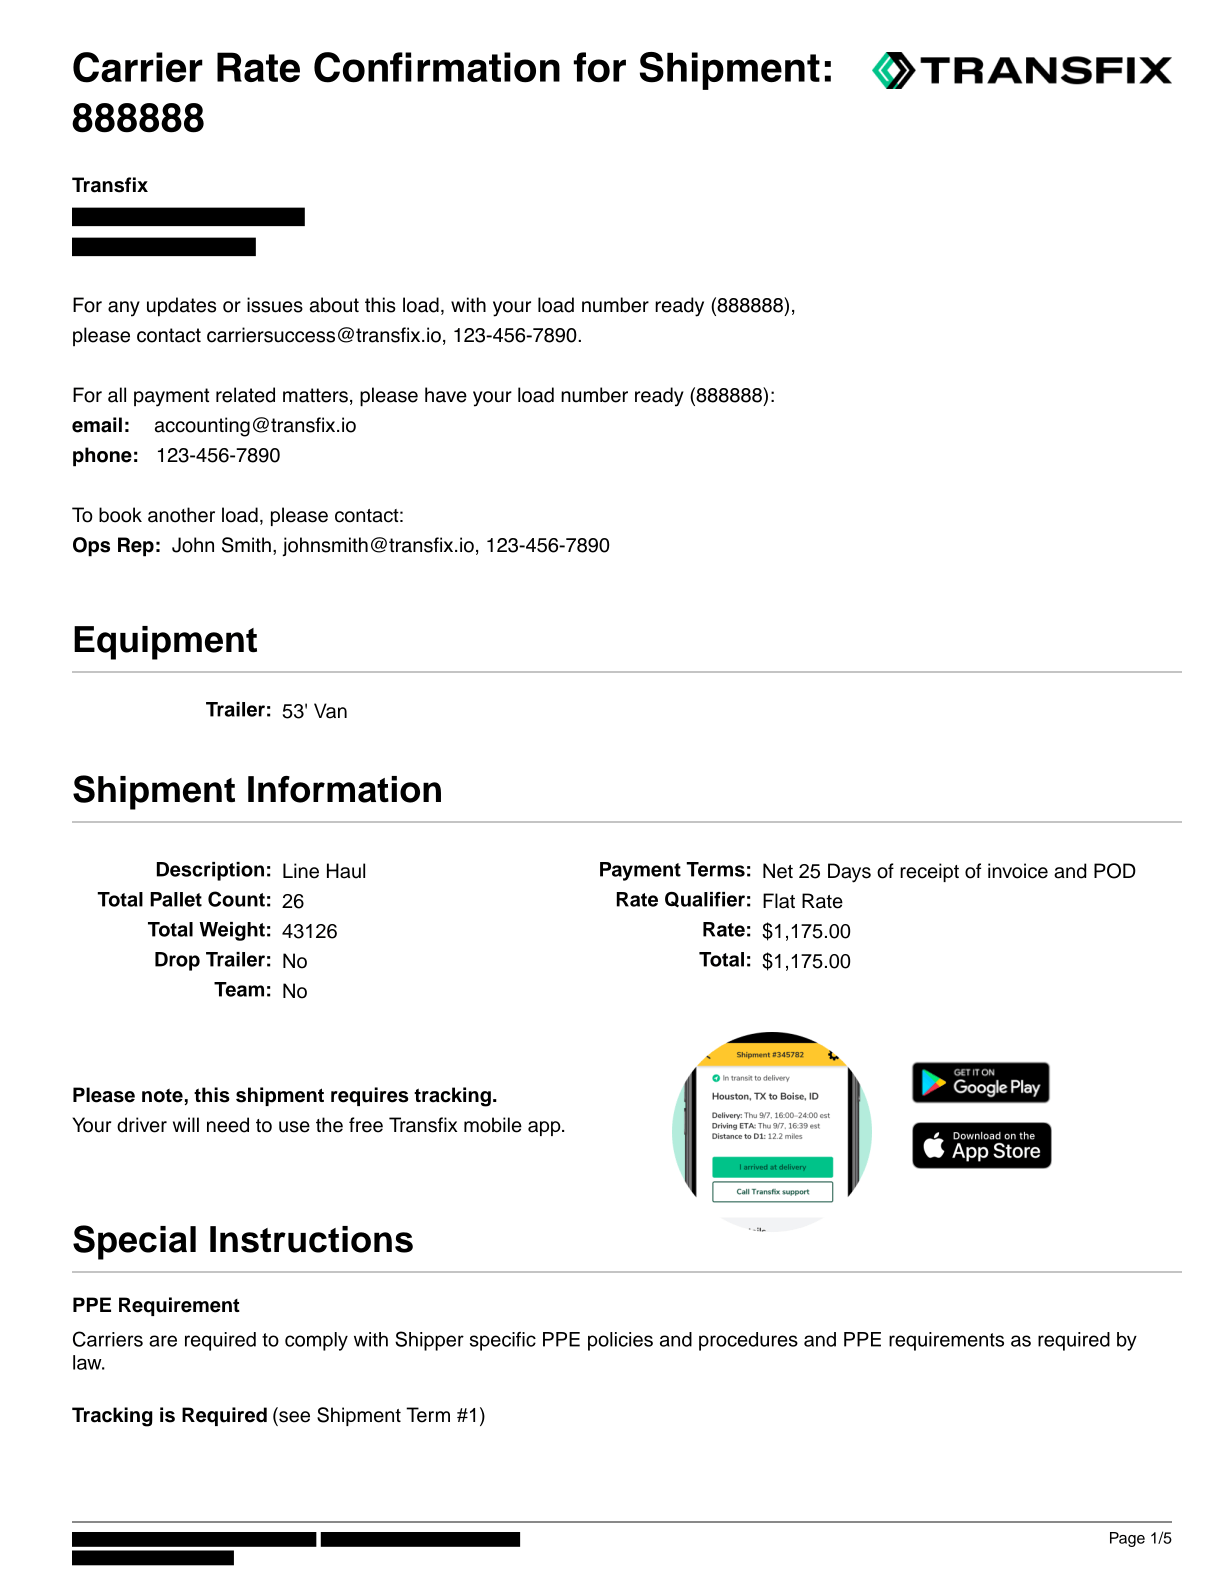 Carrier Rate Confirmation for Shipment:
888888
TRANSFIX
Transfix
For any updates or issues about this load, with your load number ready (888888),
please contact carriersuccess@transfix.io, 123-456-7890.
For all payment related matters, please have your load number ready (888888):
email: accounting@transfix.io
phone: 123-456-7890
To book another load, please contact:
Ops Rep: John Smith, johnsmith@transfix.io, 123-456-7890
Equipment
Trailer: 53' Van
Shipment Information
Description: Line Haul
Total Pallet Count: 26
Total Weight: 43126
Drop Trailer: No
Team: No
Payment Terms: Net 25 Days of receipt of invoice and POD
Rate Qualifier: Flat Rate
Rate: $1,175.00
Total: $1,175.00
Please note, this shipment requires tracking.
Your driver will need to use the free Transfix mobile app.
Shipment #345782
In transit to delivery
Houston, TX to Boise, ID
Delivery: Thu 9/7, 16:00-24:00 est
Driving ETA: Thu 9/7, 16:39 est
Distance to D1: 12.2 miles
I arrived at delivery
Call Transfix support
GET IT ON
Google Play
Download on the
App Store
Special Instructions
PPE Requirement
Carriers are required to comply with Shipper specific PPE policies and procedures and PPE requirements as required by
law.
Tracking is Required (see Shipment Term #1)
Page 1/5